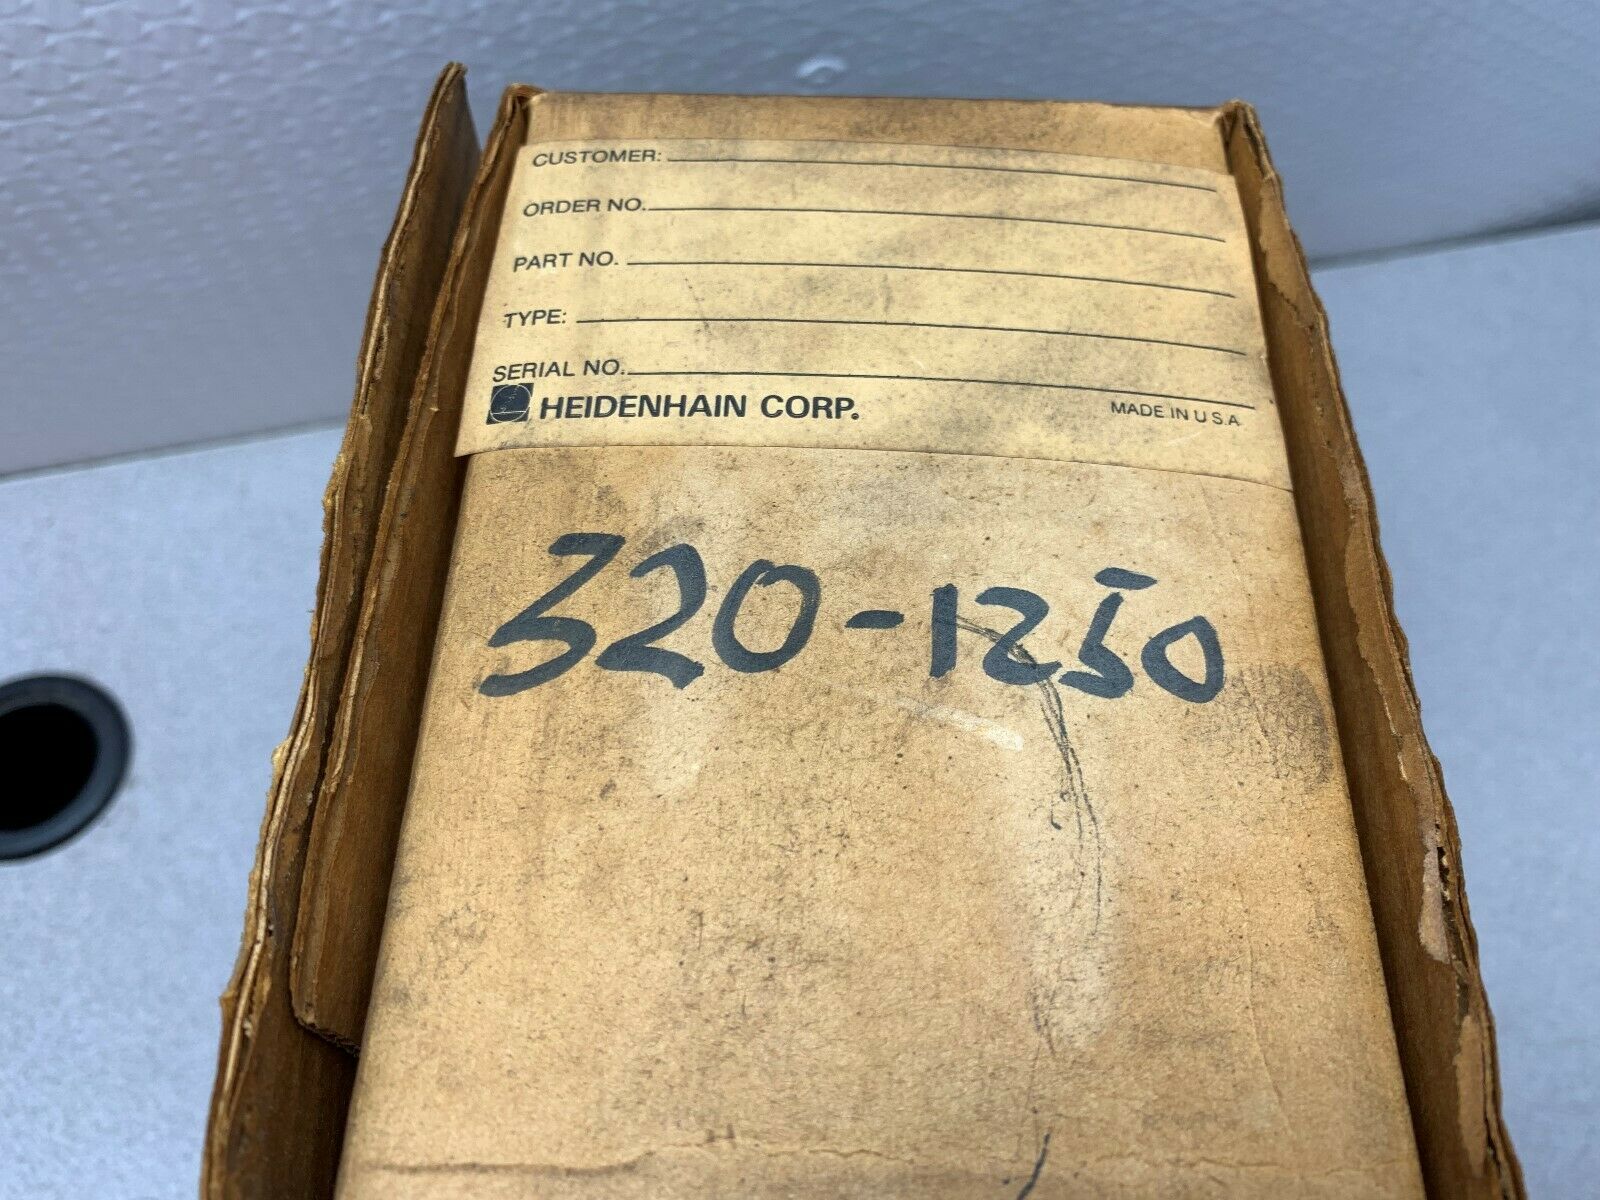 CUSTOMER:
ORDER NO.
PART NO.
TYPE:
SERIAL NO.
HEIDENHAIN CORP.
MADE IN U S A
320-1250